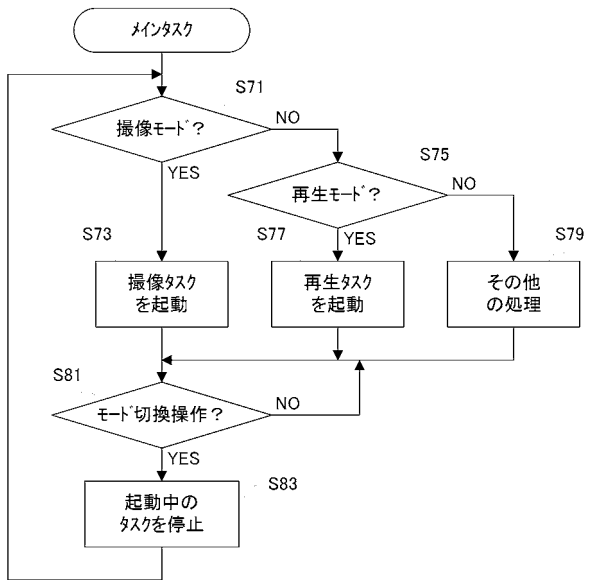 メインタスク
S71
撮像モード?
NO
YES
S75
再生モード?
NO
YES
S73
撮像タスク
を起動
S77
再生タスク
を起動
S79
その他
の処理
S81
モード切換操作?
NO
YES
S83
起動中の
タスクを停止